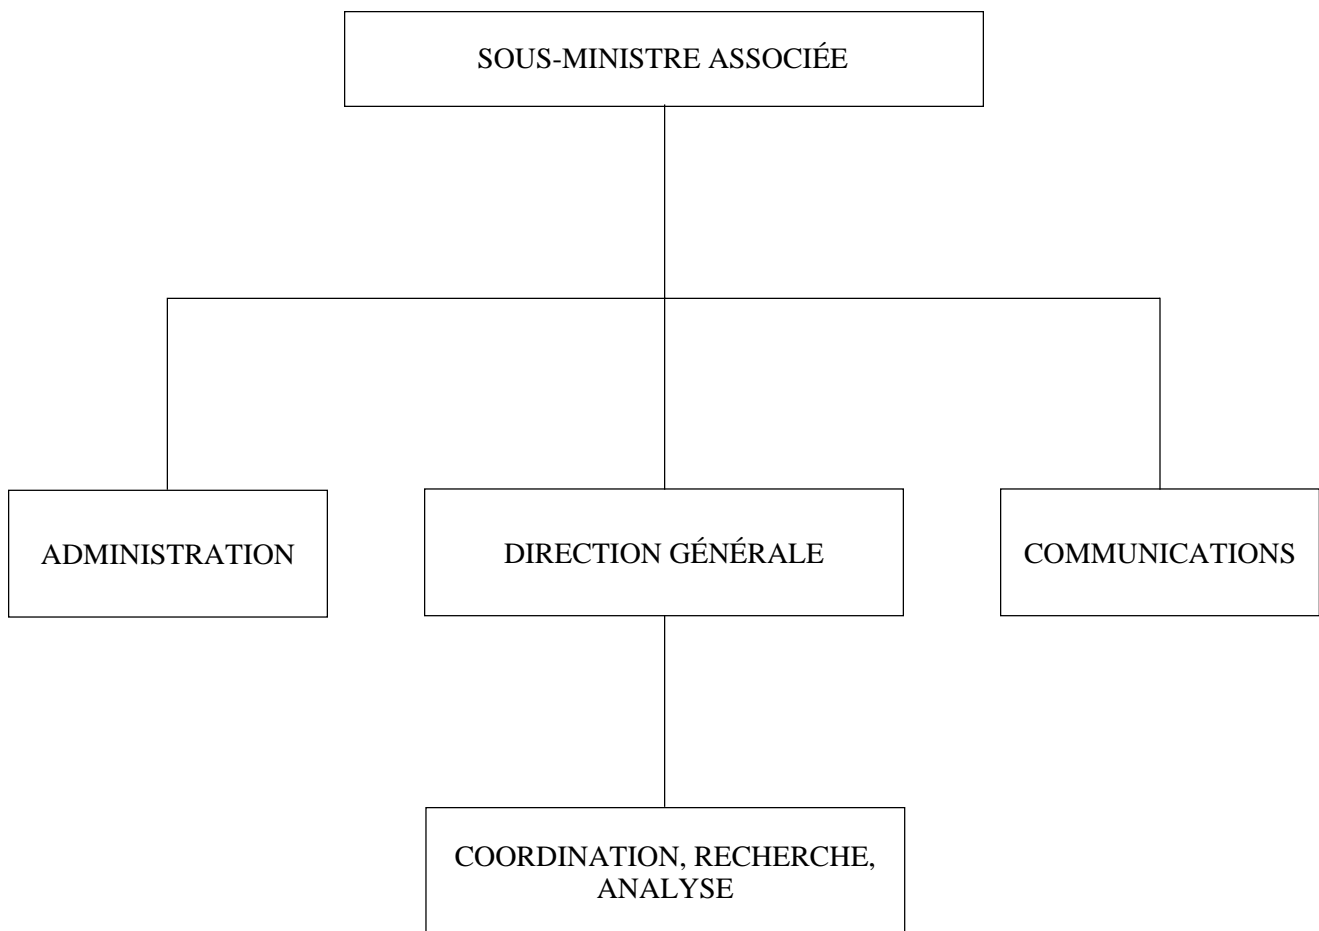 SOUS-MINISTRE ASSOCIÉE
ADMINISTRATION
DIRECTION GÉNÉRALE
COMMUNICATIONS
COORDINATION, RECHERCHE,
ANALYSE